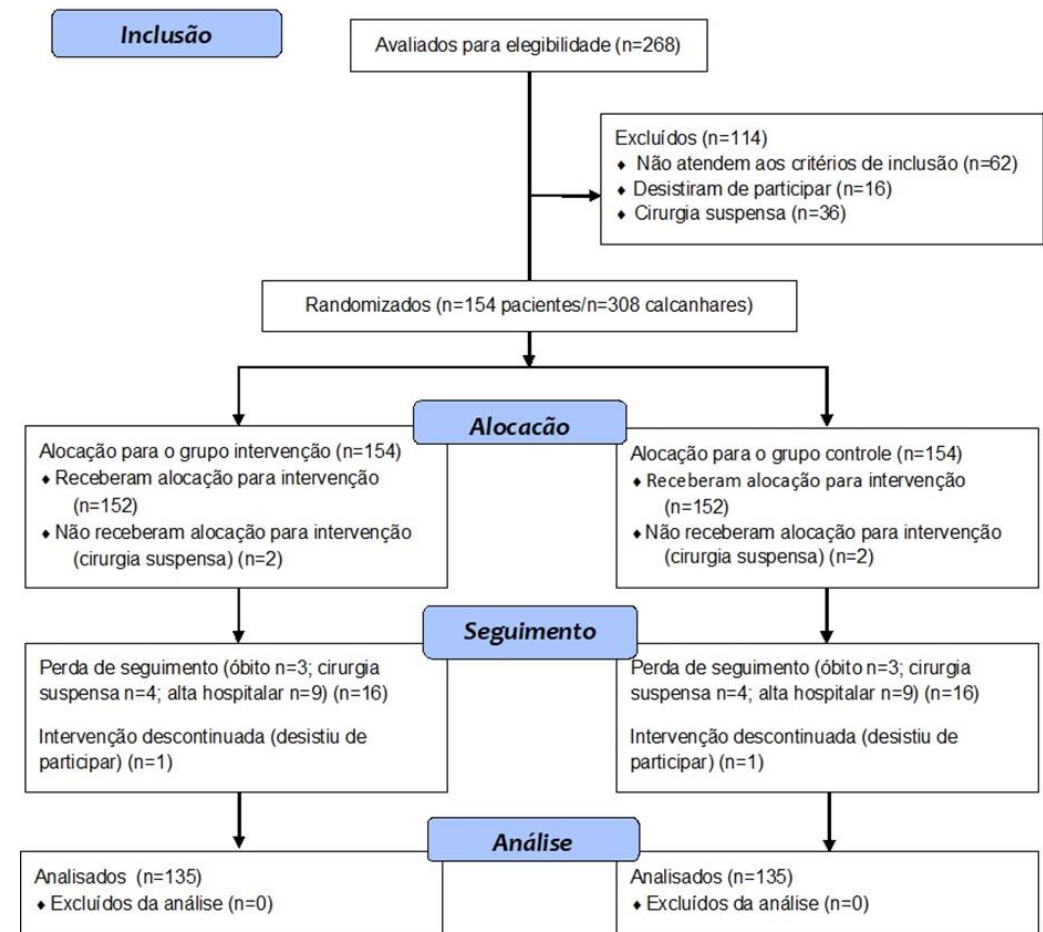 Inclusão
Avaliados para elegibilidade (n=268)
Excluídos (n=114)
♦ Não atendem aos critérios de inclusão (n=62)
♦ Desistiram de participar (n=16)
♦ Cirurgia suspensa (n=36)
Randomizados (n=154 pacientes/n=308 calcanhares)
Alocacão
Alocação para o grupo intervenção (n=154)
♦ Receberam alocação para intervenção
(n=152)
♦ Não receberam alocação para intervenção
(cirurgia suspensa) (n=2)
Alocação para o grupo controle (n=154)
♦ Receberam alocação para intervenção
(n=152)
♦ Não receberam alocação para intervenção
(cirurgia suspensa) (n=2)
Seguimento
Perda de seguimento (óbito n=3; cirurgia
suspensa n=4; alta hospitalar n=9) (n=16)
Intervenção descontinuada (desistiu de
participar) (n=1)
Perda de seguimento (óbito n=3; cirurgia
suspensa n=4; alta hospitalar n=9) (n=16)
Intervenção descontinuada (desistiu de
participar) (n=1)
Análise
Analisados (n=135)
♦ Excluídos da análise (n=0)
Analisados (n=135)
♦ Excluídos da análise (n=0)